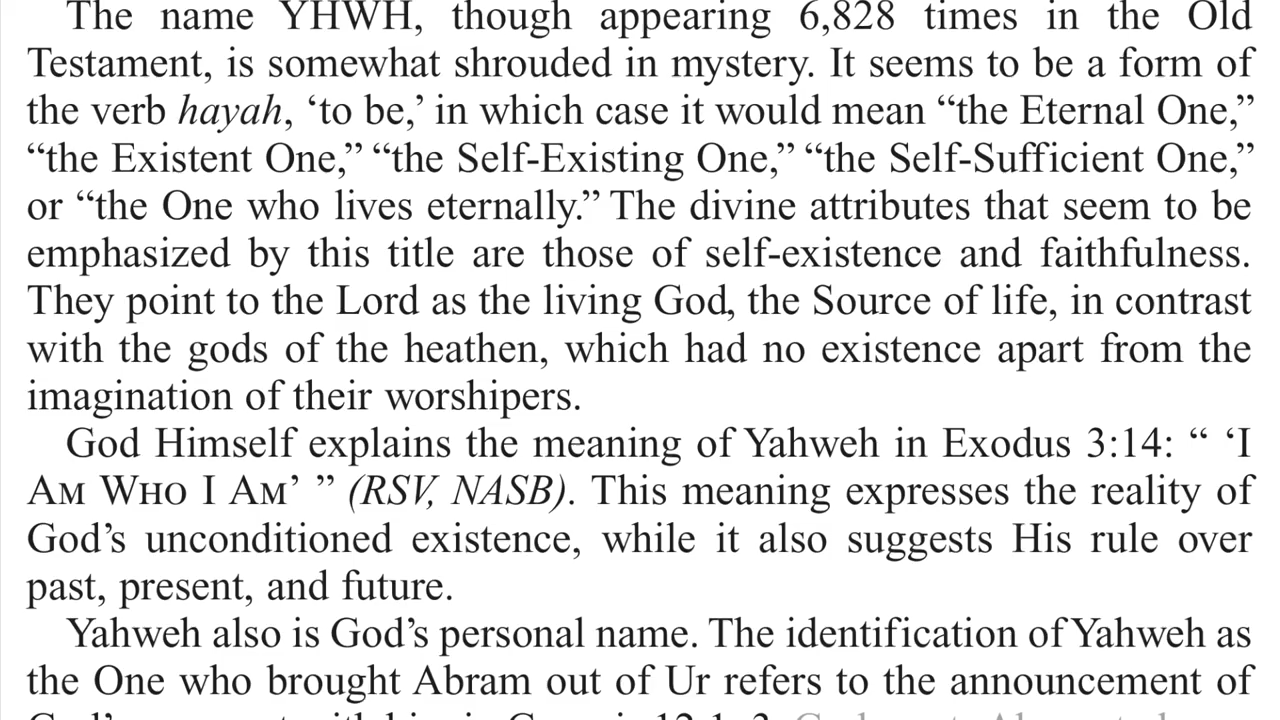 The name YHWH, though appearing 6,828 times in the Old
Testament, is somewhat shrouded in mystery. It seems to be a form of
the verb hayah, ‘to be,’ in which case it would mean “the Eternal One,”
“the Existent One,” “the Self-Existing One,” “the Self-Sufficient One,”
or “the One who lives eternally.” The divine attributes that seem to be
emphasized by this title are those of self-existence and faithfulness.
They point to the Lord as the living God, the Source of life, in contrast
with the gods of the heathen, which had no existence apart from the
imagination of their worshipers.
God Himself explains the meaning of Yahweh in Exodus 3:14: “ ‘I
Am Who I Am’ ” (RSV, NASB). This meaning expresses the reality of
God’s unconditioned existence, while it also suggests His rule over
past, present, and future.
Yahweh also is God’s personal name. The identification of Yahweh as
the One who brought Abram out of Ur refers to the announcement of